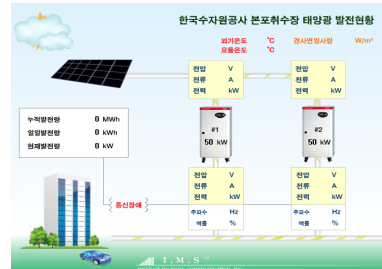 한국수자원공사 본포취수장 태양광 발전현황
외기온도 °C 경사면일사량 W/m²
모듈온도 °C
전압 V 전압 V
전류 A 전류 A
전력 kW 전력 kW
누적발전량 0 MWh
일일발전량 0 kWh
현재발전량 0 kW
#1 #2
50 kW 50 kW
전압 V 전압 V
전류 A 전류 A
전력 kW 전력 kW
통신장애
주파수 Hz 주파수 Hz
역률 % 역률 %
I.M.S TM